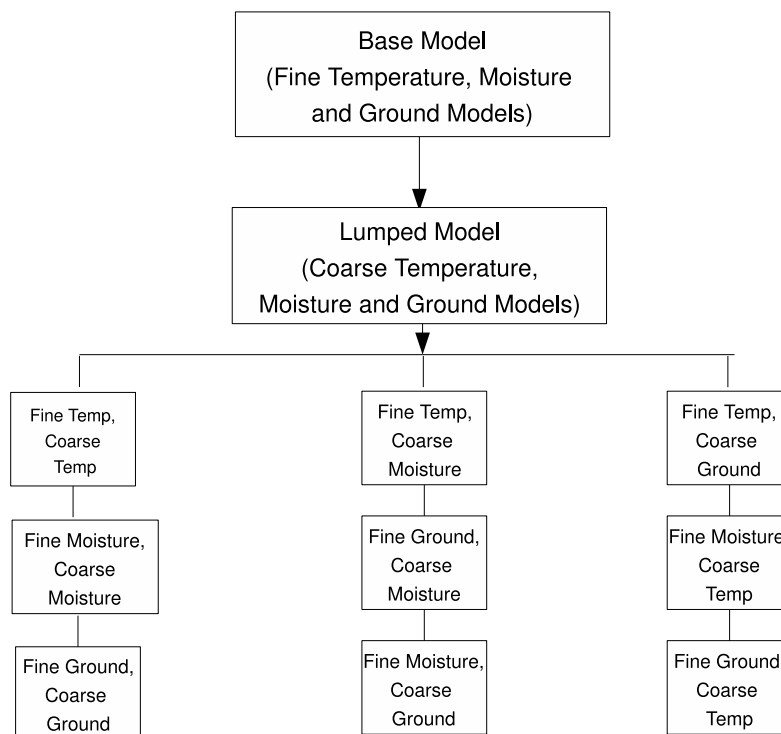 Base Model
(Fine Temperature, Moisture
and Ground Models)
Lumped Model
(Coarse Temperature,
Moisture and Ground Models)
Fine Temp,
Coarse
Temp
Fine Temp,
Coarse
Moisture
Fine Temp,
Coarse
Ground
Fine Moisture,
Coarse
Moisture
Fine Ground,
Coarse
Moisture
Fine Moisture,
Coarse
Temp
Fine Ground,
Coarse
Ground
Fine Moisture,
Coarse
Ground
Fine Ground,
Coarse
Temp